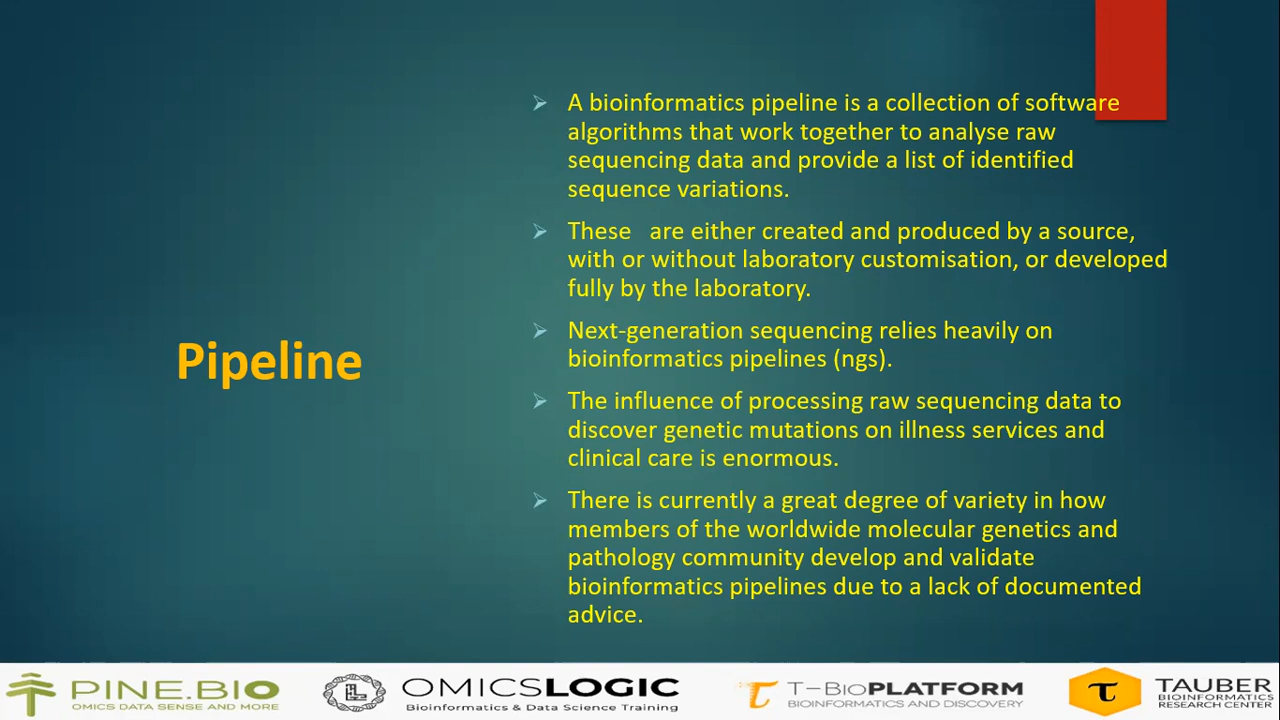 Pipeline
A bioinformatics pipeline is a collection of software
algorithms that work together to analyse raw
sequencing data and provide a list of identified
sequence variations.
These are either created and produced by a source,
with or without laboratory customisation, or developed
fully by the laboratory.
Next-generation sequencing relies heavily on
bioinformatics pipelines (ngs).
The influence of processing raw sequencing data to
discover genetic mutations on illness services and
clinical care is enormous.
There is currently a great degree of variety in how
members of the worldwide molecular genetics and
pathology community develop and validate
bioinformatics pipelines due to a lack of documented
advice.
PINE.BIO
OMICS DATA SENSE AND MORE
OMICSLOGIC
Bioinformatics & Data Science Training
T-BioPLATFORM
BIOINFORMATICS AND DISCOVERY
TAUBER
BIOINFORMATICS
RESEARCH CENTER